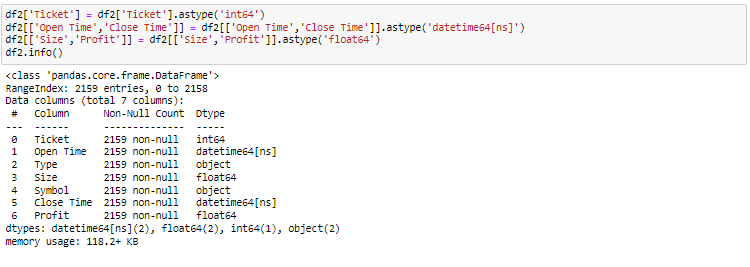 df2['Ticket'] = df2['Ticket'].astype('int64')
df2[['Open Time','Close Time']] = df2[['Open Time','Close Time']].astype('datetime64[ns]')
df2[['Size','Profit']] = df2[['Size','Profit']].astype('float64')
df2.info()
<class 'pandas.core.frame.DataFrame'>
RangeIndex: 2159 entries, 0 to 2158
Data columns (total 7 columns):
 #   Column      Non-Null Count  Dtype
---  ------      --------------  -----
 0   Ticket      2159 non-null   int64
 1   Open Time   2159 non-null   datetime64[ns]
 2   Type        2159 non-null   object
 3   Size        2159 non-null   float64
 4   Symbol      2159 non-null   object
 5   Close Time  2159 non-null   datetime64[ns]
 6   Profit      2159 non-null   float64
dtypes: datetime64[ns](2), float64(2), int64(1), object(2)
memory usage: 118.2+ KB